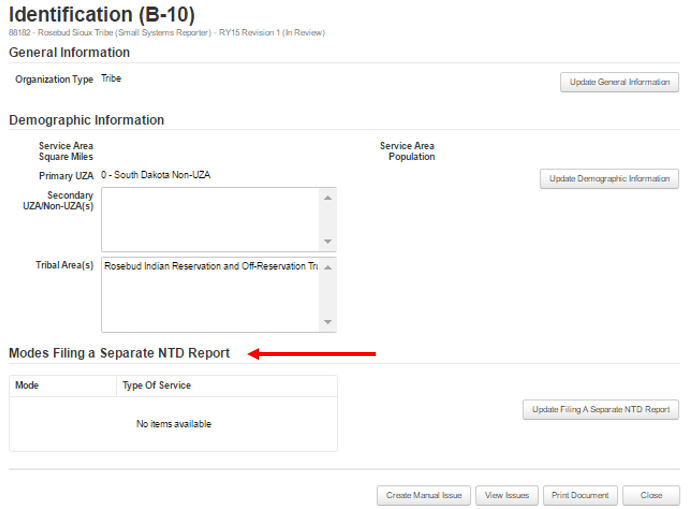 Identification (B-10)
88182 - Rosebud Sioux Tribe (Small Systems Reporter) - RY15 Revision 1 (In Review)
General Information
Organization Type Tribe
Update General Information
Demographic Information
Service Area
Square Miles
Service Area
Population
Primary UZA 0 - South Dakota Non-UZA
Update Demographic Information
Secondary
UZA/Non-UZA(s)
Tribal Area(s) Rosebud Indian Reservation and Off-Reservation Tru
Modes Filing a Separate NTD Report
Mode Type Of Service
No items available
Update Filing A Separate NTD Report
Create Manual Issue View Issues Print Document Close